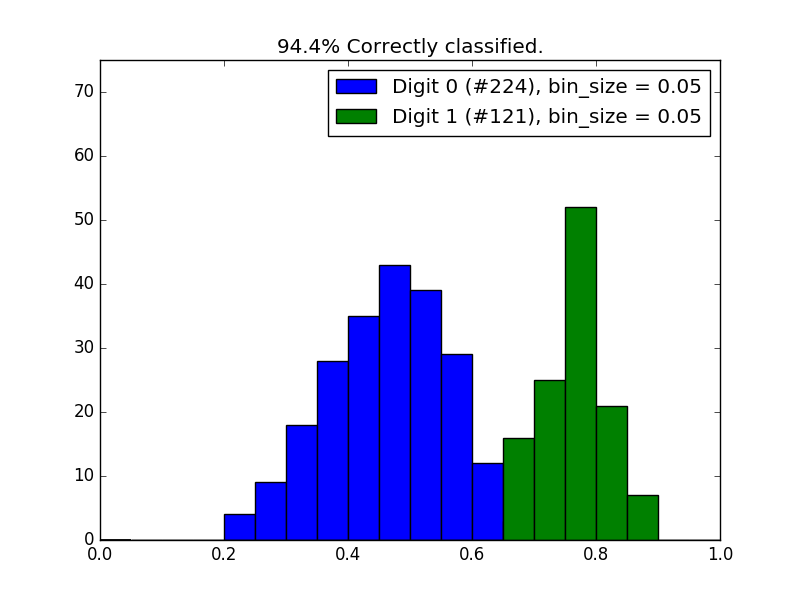 94.4% Correctly classified.
Digit 0 (#224), bin_size = 0.05
Digit 1 (#121), bin_size = 0.05
70
60
50
40
30
20
10
0
0.0 0.2 0.4 0.6 0.8 1.0